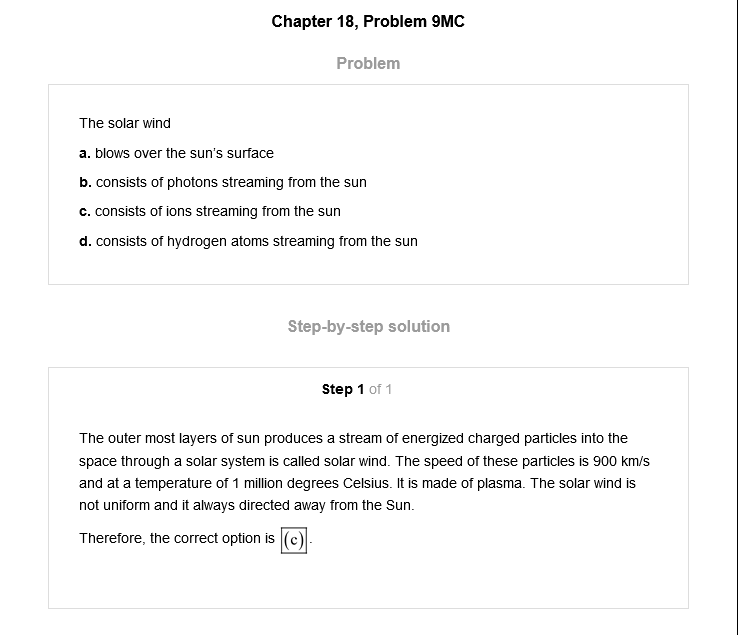 Chapter 18, Problem 9MC
Problem
The solar wind
a. blows over the sun's surface
b. consists of photons streaming from the sun
c. consists of ions streaming from the sun
d. consists of hydrogen atoms streaming from the sun
Step-by-step solution
Step 1 of 1
The outer most layers of sun produces a stream of energized charged particles into the
space through a solar system is called solar wind. The speed of these particles is 900 km/s
and at a temperature of 1 million degrees Celsius. It is made of plasma. The solar wind is
not uniform and it always directed away from the Sun.
Therefore, the correct option is (c).